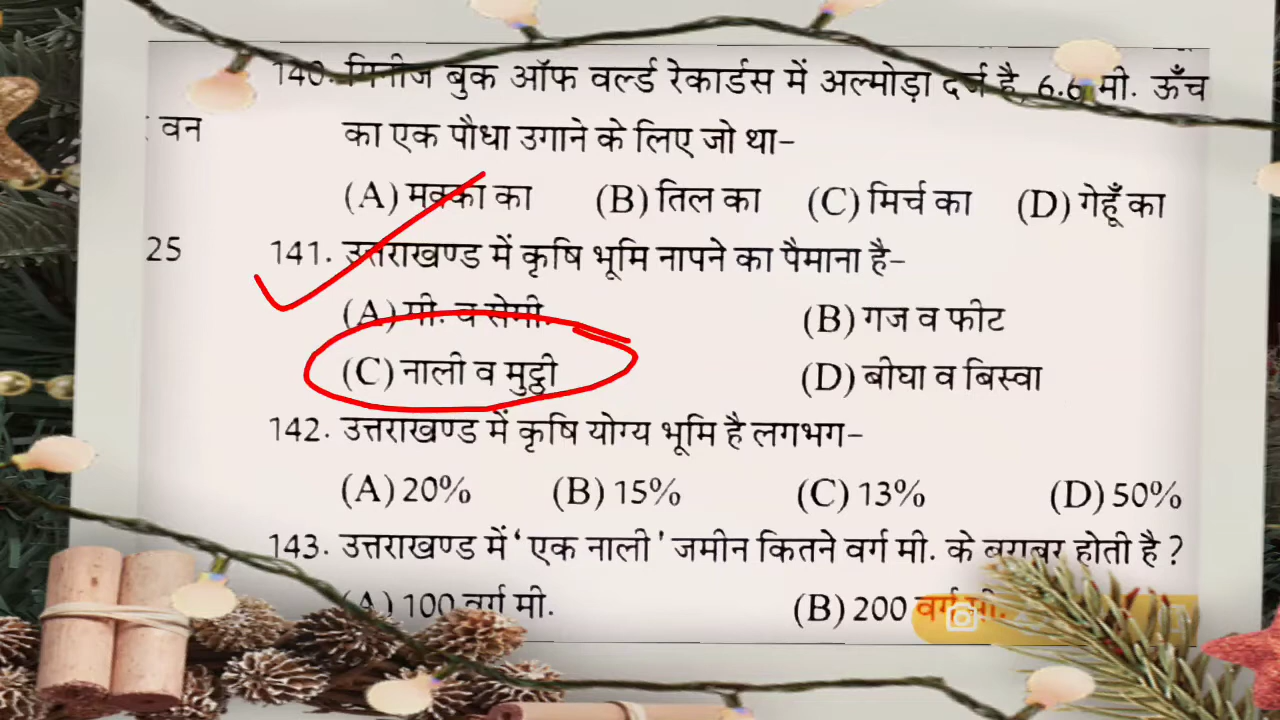 140. गिनीज बुक ऑफ वर्ल्ड रेकार्डस में अल्मोड़ा दर्ज है, 6.6 मी. ऊँच
वन
का एक पौधा उगाने के लिए जो था–
(A) मक्का का (B) तिल का (C) मिर्च का (D) गेहूँ का
25
141. उत्तराखण्ड में कृषि भूमि नापने का पैमाना है–
(A) मी. व सेमी. (B) गज व फीट
(C) नाली व मुट्ठी (D) बीघा व बिस्वा
142. उत्तराखण्ड में कृषि योग्य भूमि है लगभग–
(A) 20% (B) 15% (C) 13% (D) 50%
143. उत्तराखण्ड में ‘एक नाली’ जमीन कितने वर्ग मी. के बराबर होती है ?
(A) 100 वर्ग मी. (B) 200 वर्ग मी.